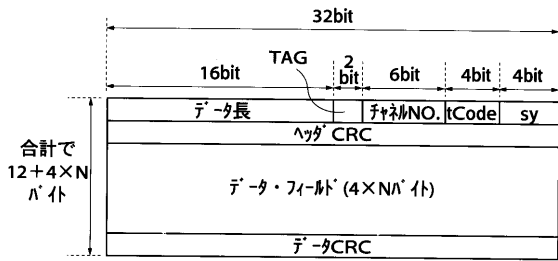 32bit
TAG
2
bit
16bit
6bit
4bit
4bit
データ長
チャネルNO.
tCode
sy
ヘッダCRC
合計で
12+4×N
バイト
データ・フィールド(4×Nバイト)
データCRC